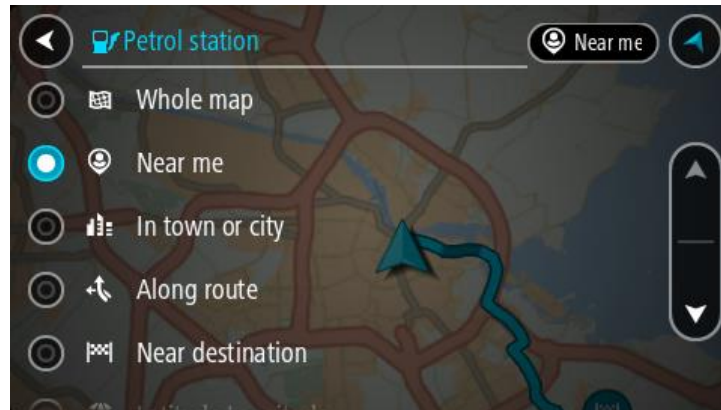 Petrol station
Near me
Whole map
Near me
In town or city
Along route
Near destination